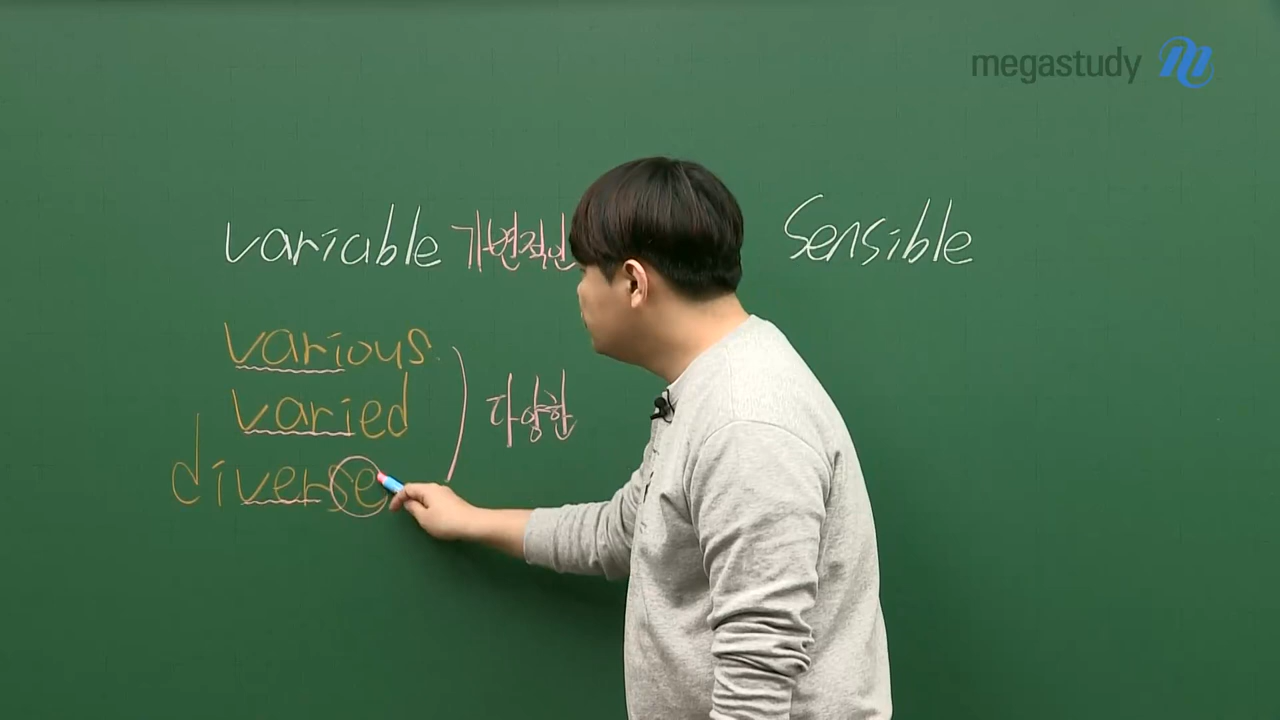 megastudy
variable 가변적인
Sensible
various
varied
다양한
diverse